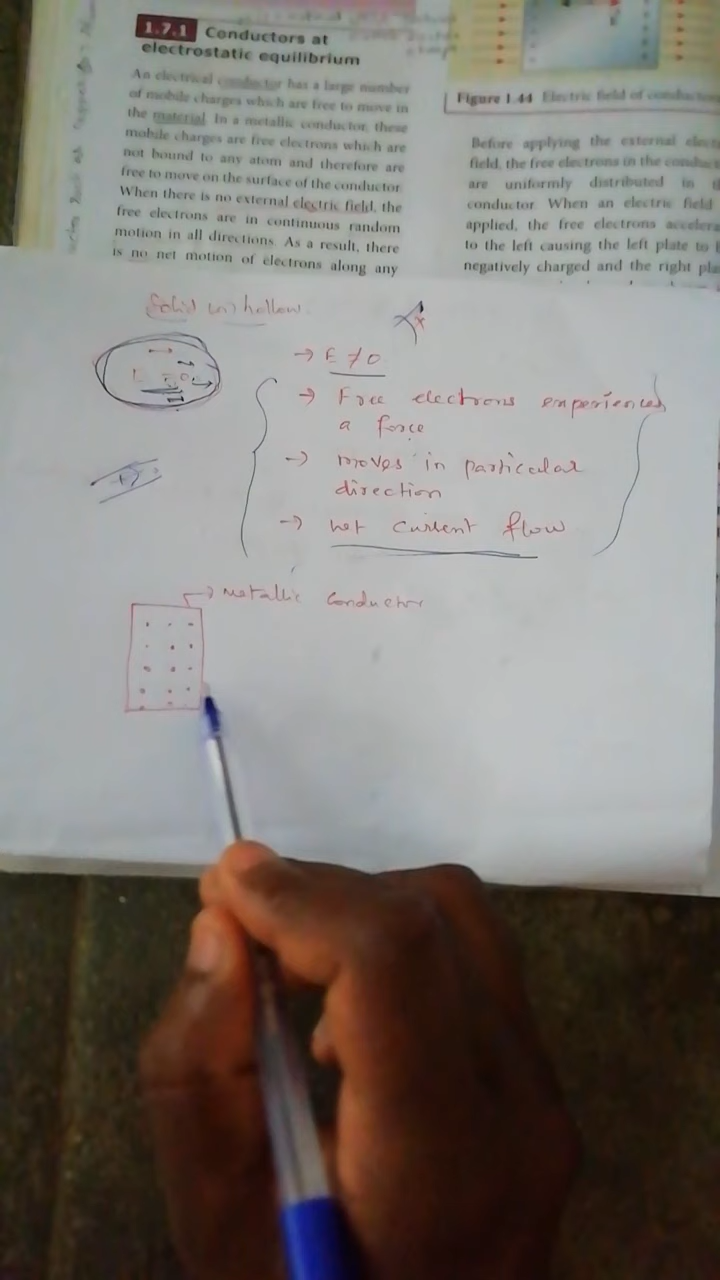 1.7.1 Conductors at
electrostatic equilibrium
An electrical conductor has a large number
of mobile charges which are free to move in
the material. In a metallic conductor, these
mobile charges are free electrons which are
not bound to any atom and therefore are
free to move on the surface of the conductor.
When there is no external electric field, the
free electrons are in continuous random
motion in all directions. As a result, there
is no net motion of electrons along any
Figure 1.44 Electric field of conductors
Before applying the external elect
field, the free electrons in the conduct
are uniformly distributed in
conductor. When an electric field
applied, the free electrons accelera
to the left causing the left plate to
negatively charged and the right pla
Solid hollow
→ E ≠ 0
→ Free electrons experiences
a force
→ moves in particular
direction
→ net current flow
→ metallic conductor